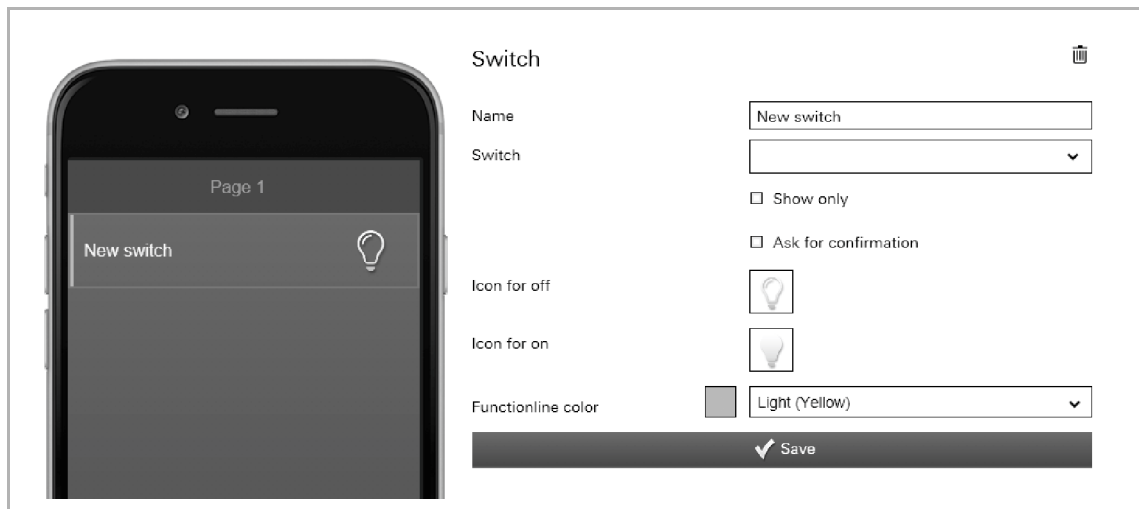 Page 1
New switch
Switch
Name
New switch
Switch
Show only
Ask for confirmation
Icon for off
Icon for on
Functionline color
Light (Yellow)
Save